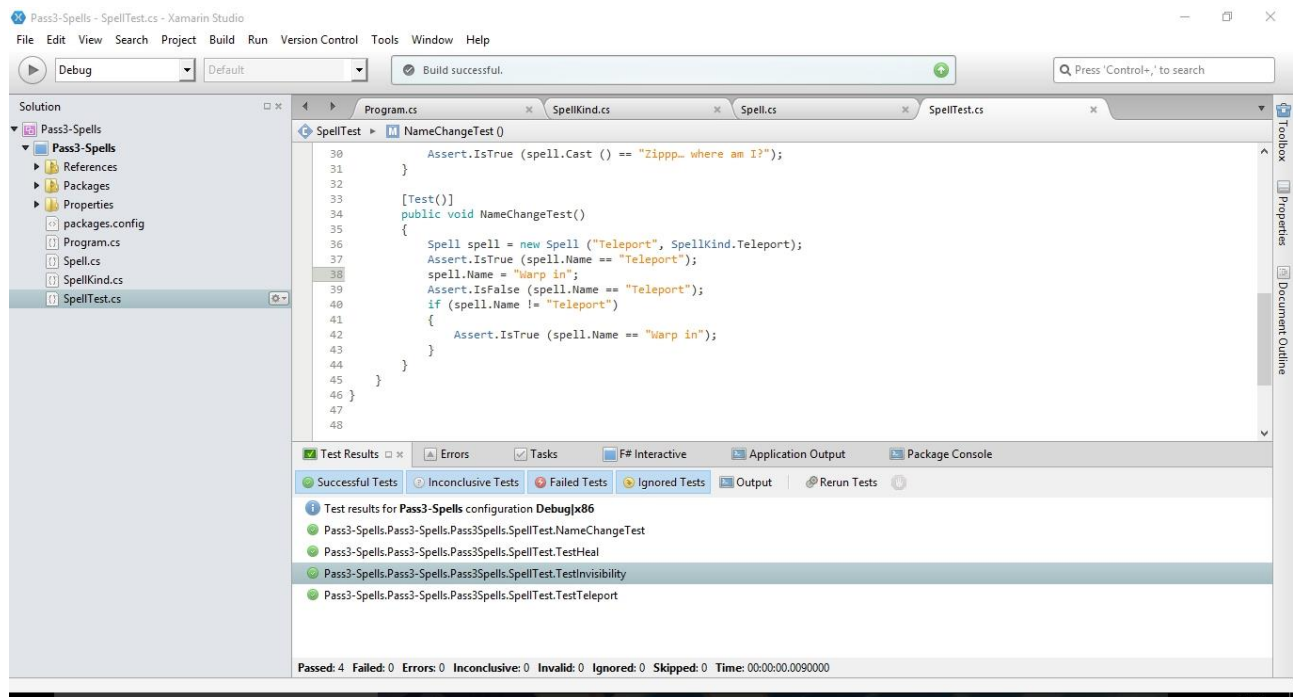 Pass3-Spells - SpellTest.cs - Xamarin Studio
File Edit View Search Project Build Run Version Control Tools Window Help
Debug Default Build successful. Press 'Control+,' to search
Solution
Pass3-Spells
Pass3-Spells
References
Packages
Properties
packages.config
Program.cs
Spell.cs
SpellKind.cs
SpellTest.cs
Program.cs SpellKind.cs Spell.cs SpellTest.cs
SpellTest NameChangeTest ()
30 Assert.IsTrue (spell.Cast () == "Zippp… where am I?");
31 }
32
33 [Test()]
34 public void NameChangeTest()
35 {
36 Spell spell = new Spell ("Teleport", SpellKind.Teleport);
37 Assert.IsTrue (spell.Name == "Teleport");
38 spell.Name = "Warp in";
39 Assert.IsFalse (spell.Name == "Teleport");
40 if (spell.Name != "Teleport")
41 {
42 Assert.IsTrue (spell.Name == "Warp in");
43 }
44 }
45 }
46 }
47
48
Toolbox
Properties
Document Outline
Test Results Errors Tasks F# Interactive Application Output Package Console
Successful Tests Inconclusive Tests Failed Tests Ignored Tests Output Rerun Tests
Test results for Pass3-Spells configuration Debug|x86
Pass3-Spells.Pass3-Spells.Pass3Spells.SpellTest.NameChangeTest
Pass3-Spells.Pass3-Spells.Pass3Spells.SpellTest.TestHeal
Pass3-Spells.Pass3-Spells.Pass3Spells.SpellTest.TestInvisibility
Pass3-Spells.Pass3-Spells.Pass3Spells.SpellTest.TestTeleport
Passed: 4 Failed: 0 Errors: 0 Inconclusive: 0 Invalid: 0 Ignored: 0 Skipped: 0 Time: 00:00:00.0090000